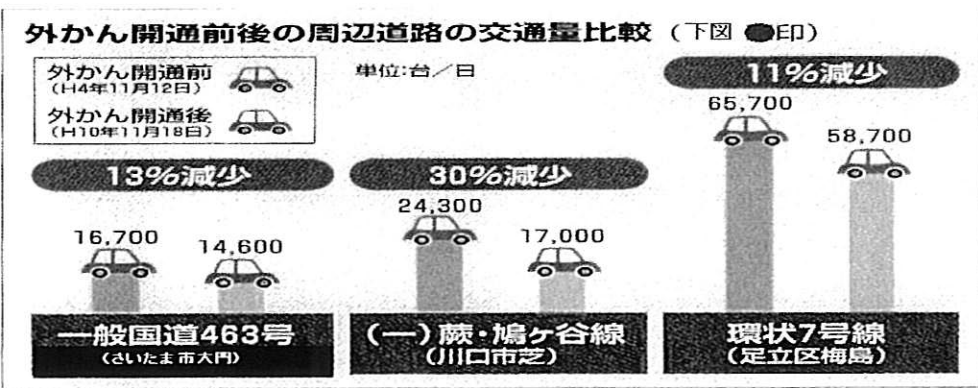 外かん開通前後の周辺道路の交通量比較（下図 ●印）
外かん開通前
（H4年11月12日）
外かん開通後
（H10年11月18日）
単位:台／日
13%減少
16,700
14,600
一般国道463号
（さいたま市大門）
30%減少
24,300
17,000
（一）蕨・鳩ヶ谷線
（川口市芝）
11%減少
65,700
58,700
環状7号線
（足立区梅島）